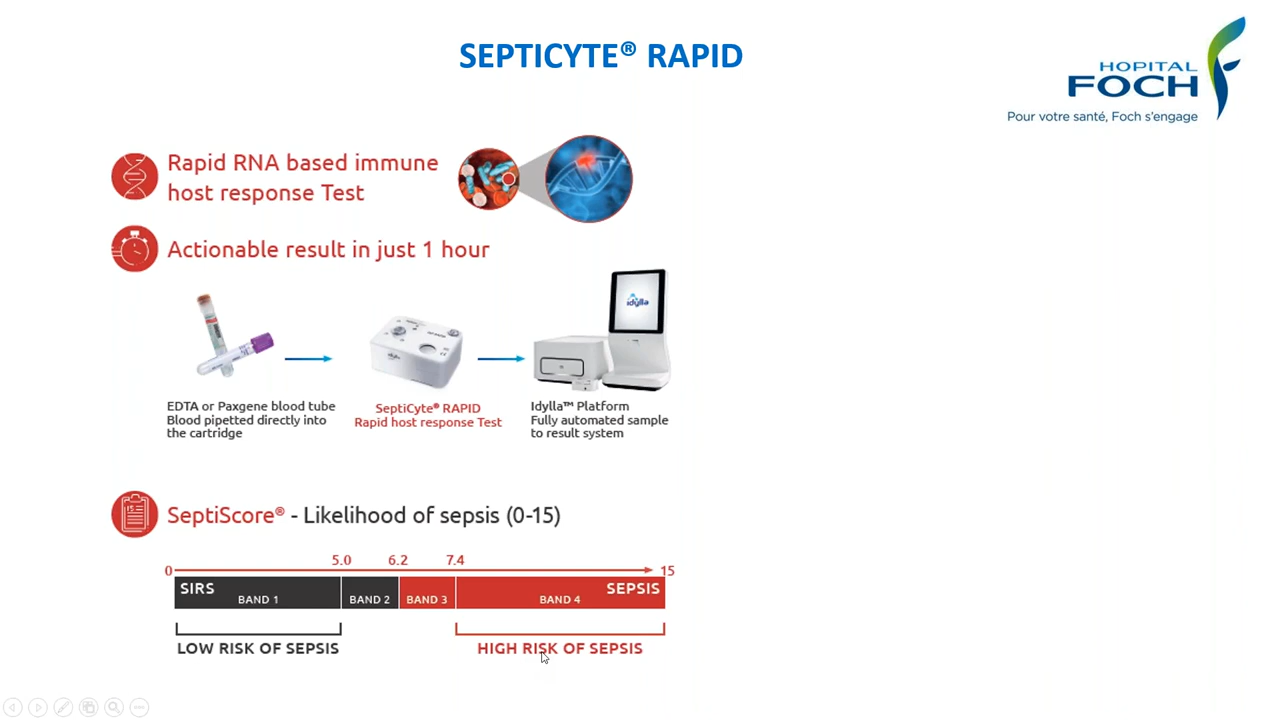 SEPTICYTE® RAPID
HOPITAL
FOCH
Pour votre santé, Foch s'engage
Rapid RNA based immune
host response Test
Actionable result in just 1 hour
idylla
EDTA or Paxgene blood tube
Blood pipetted directly into
the cartridge
SeptiCyte® RAPID
Rapid host response Test
Idylla™ Platform
Fully automated sample
to result system
SeptiScore® - Likelihood of sepsis (0-15)
0 5.0 6.2 7.4 15
SIRS SEPSIS
BAND 1 BAND 2 BAND 3 BAND 4
LOW RISK OF SEPSIS HIGH RISK OF SEPSIS